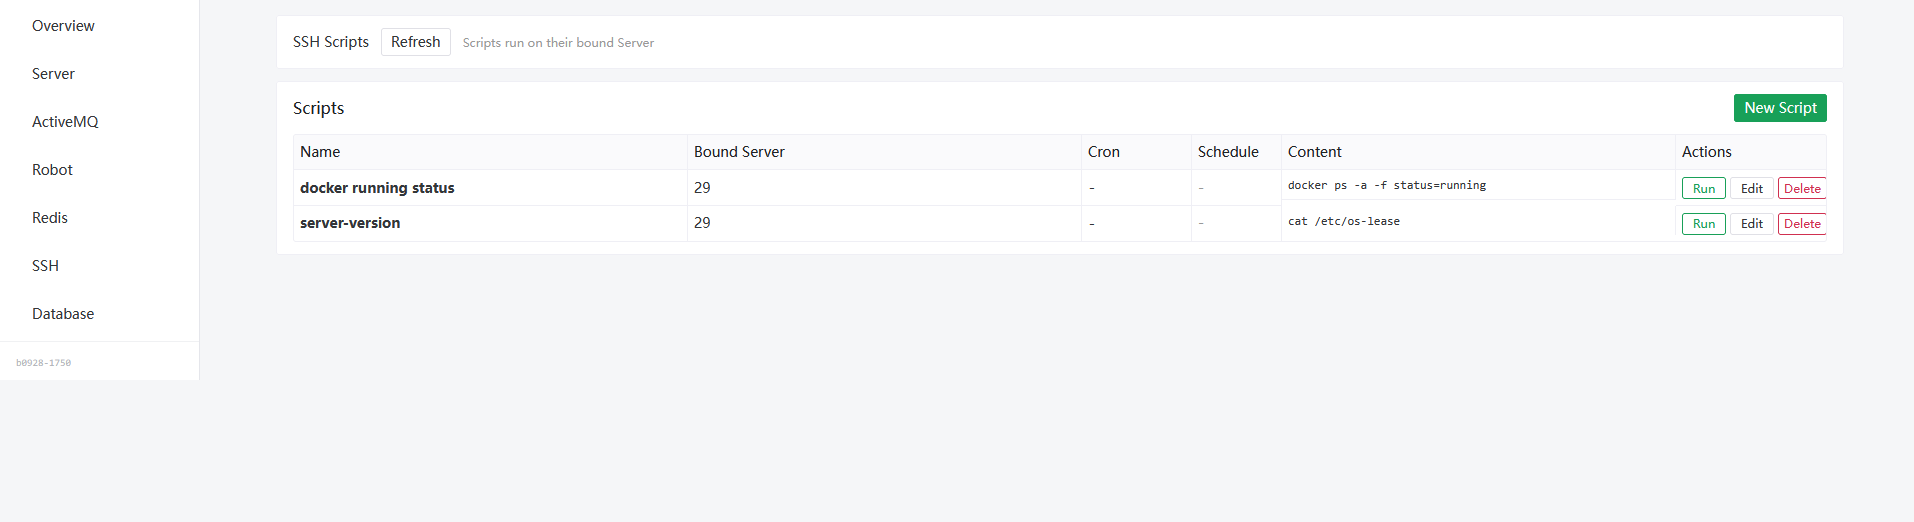 Overview
Server
ActiveMQ
Robot
Redis
SSH
Database
b0928-1750
SSH Scripts Refresh Scripts run on their bound Server
Scripts New Script
Name Bound Server Cron Schedule Content Actions
docker running status 29 - - docker ps -a -f status=running Run Edit Delete
server-version 29 - - cat /etc/os-lease Run Edit Delete